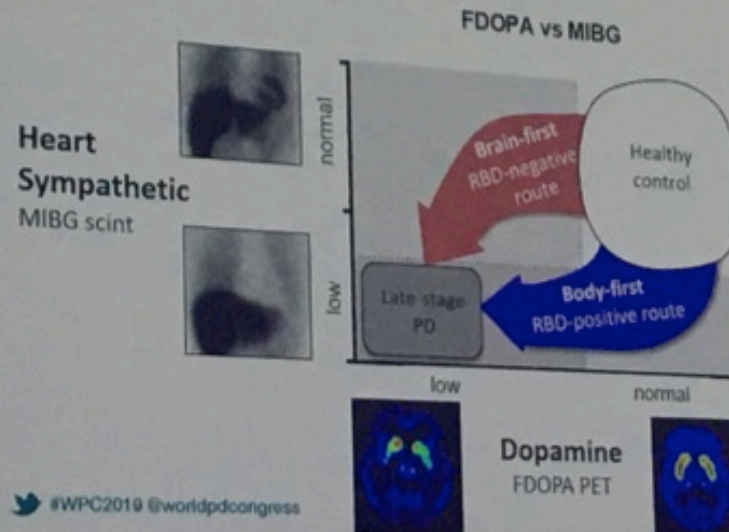 FDOPA vs MIBG
Heart
Sympathetic
MIBG scint
normal
low
Brain-first
RBD-negative
route
Healthy
control
Late-stage
PD
Body-first
RBD-positive route
low
normal
Dopamine
FDOPA PET
#WPC2019 @worldpdcongress